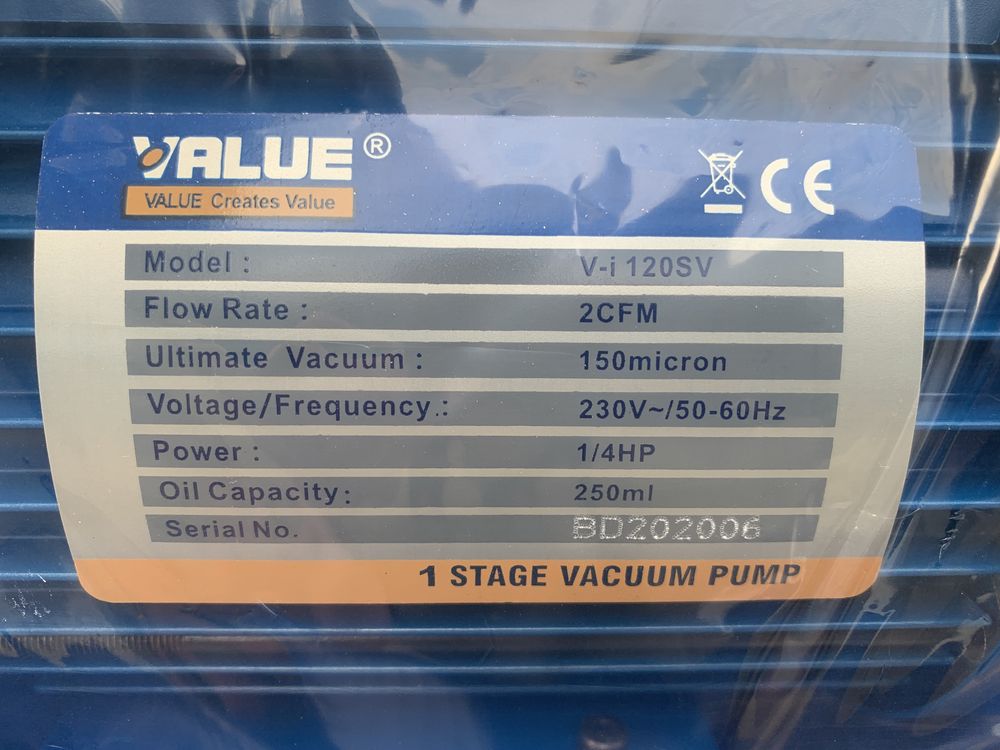 VALUE®
VALUE Creates Value
CE
Model : V-i 120SV
Flow Rate : 2CFM
Ultimate Vacuum : 150micron
Voltage/Frequency.: 230V~/50-60Hz
Power : 1/4HP
Oil Capacity: 250ml
Serial No. BD202006
1 STAGE VACUUM PUMP